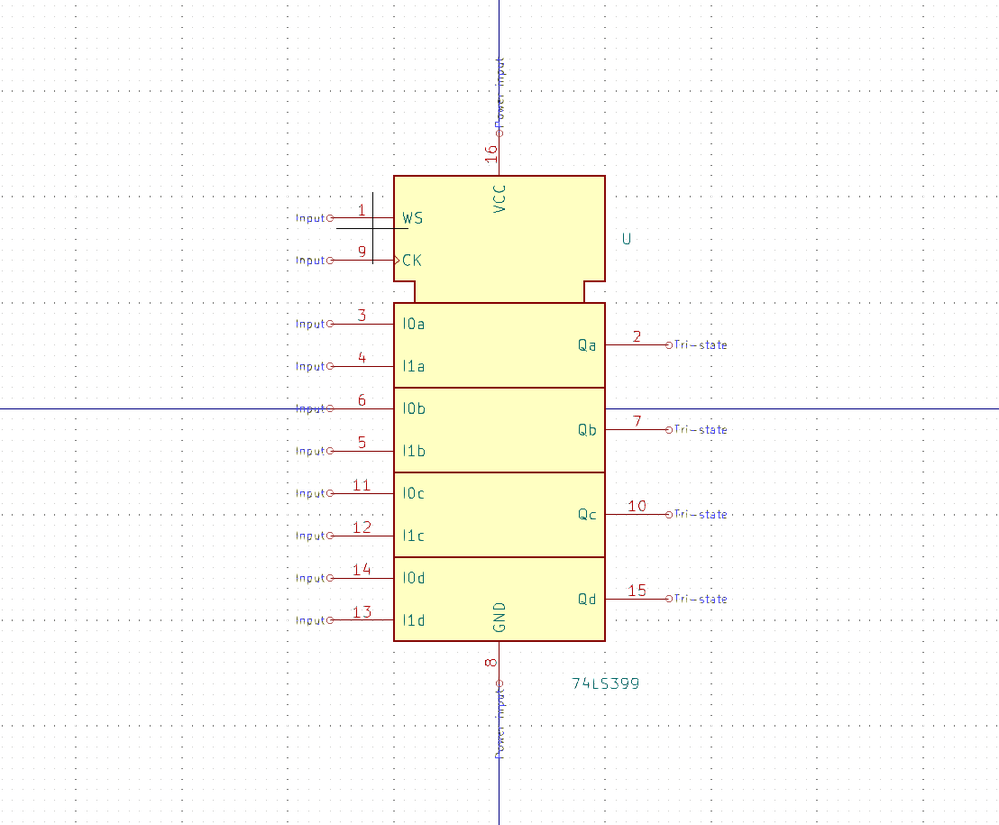 Power input
16
VCC
Input 1 WS
U
Input 9 CK
Input 3 I0a
Qa 2 Tri-state
Input 4 I1a
Input 6 I0b
Qb 7 Tri-state
Input 5 I1b
Input 11 I0c
Qc 10 Tri-state
Input 12 I1c
Input 14 I0d
Qd 15 Tri-state
Input 13 I1d
GND
8
74LS399
Power input